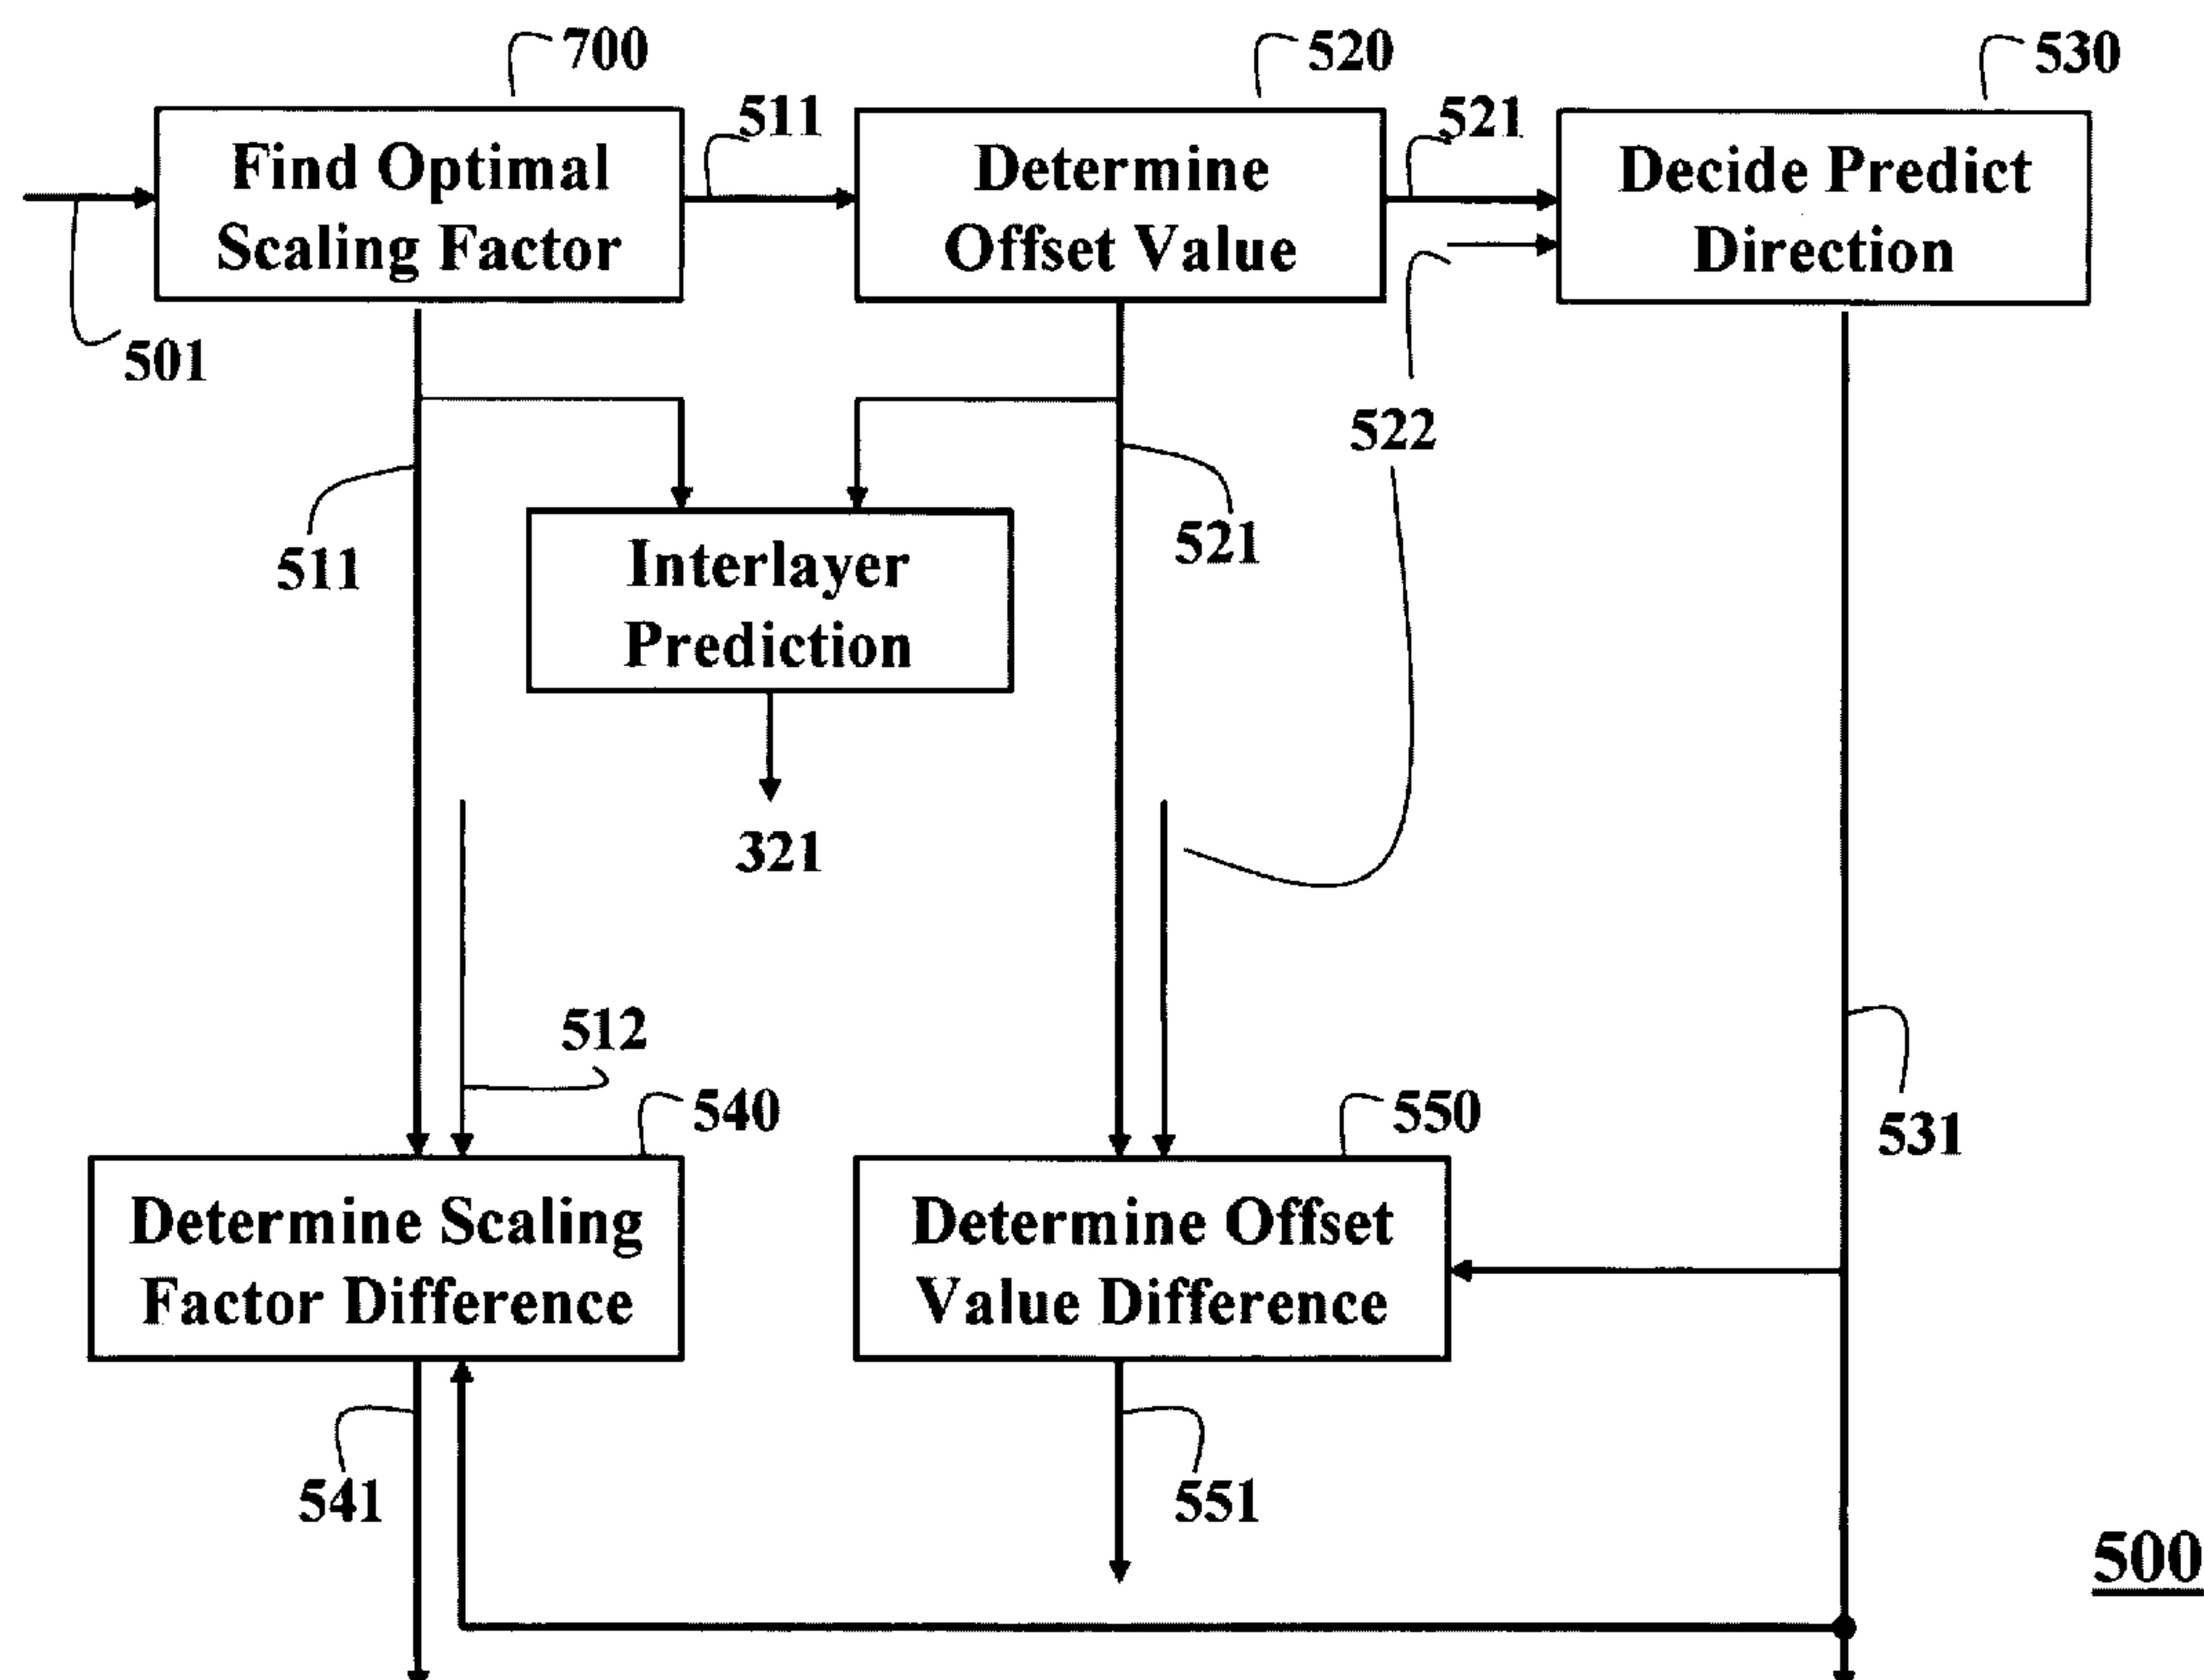 700
520
530
511
521
Find Optimal
Scaling Factor
Determine
Offset Value
Decide Predict
Direction
501
522
511
521
Interlayer
Prediction
321
512
540
550
531
Determine Scaling
Factor Difference
Determine Offset
Value Difference
541
551
500